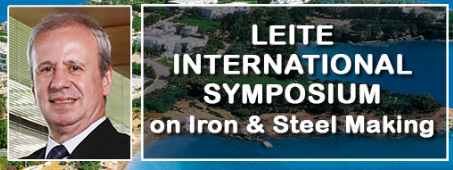 LEITE
INTERNATIONAL
SYMPOSIUM
on Iron & Steel Making